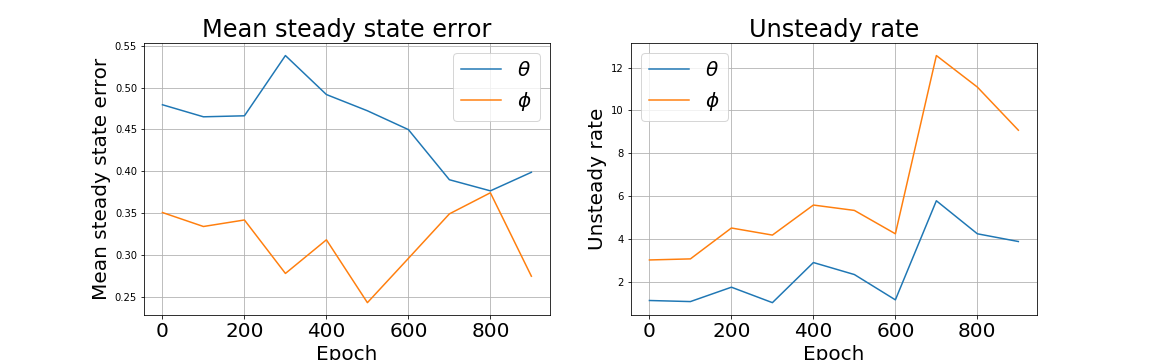 Mean steady state error
Mean steady state error
0.55
0.50
0.45
0.40
0.35
0.30
0.25
0 200 400 600 800
Epoch
θ
ϕ
Unsteady rate
Unsteady rate
12
10
8
6
4
2
0 200 400 600 800
Epoch
θ
ϕ